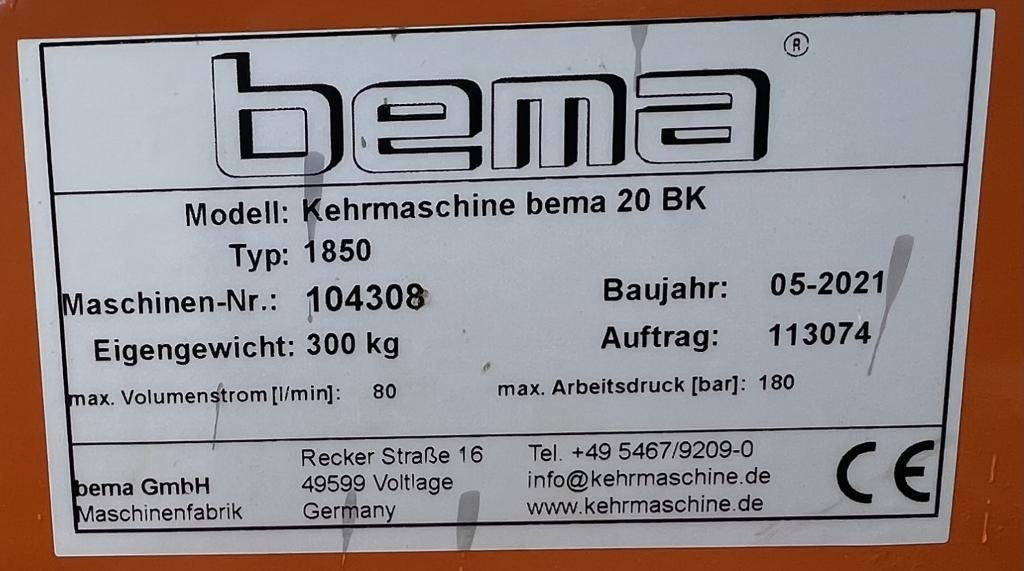 bema ®
Modell: Kehrmaschine bema 20 BK
Typ: 1850
Maschinen-Nr.: 104308 Baujahr: 05-2021
Eigengewicht: 300 kg Auftrag: 113074
max. Volumenstrom [l/min]: 80 max. Arbeitsdruck [bar]: 180
Recker Straße 16 Tel. +49 5467/9209-0
bema GmbH 49599 Voltlage info@kehrmaschine.de
Maschinenfabrik Germany www.kehrmaschine.de
CE